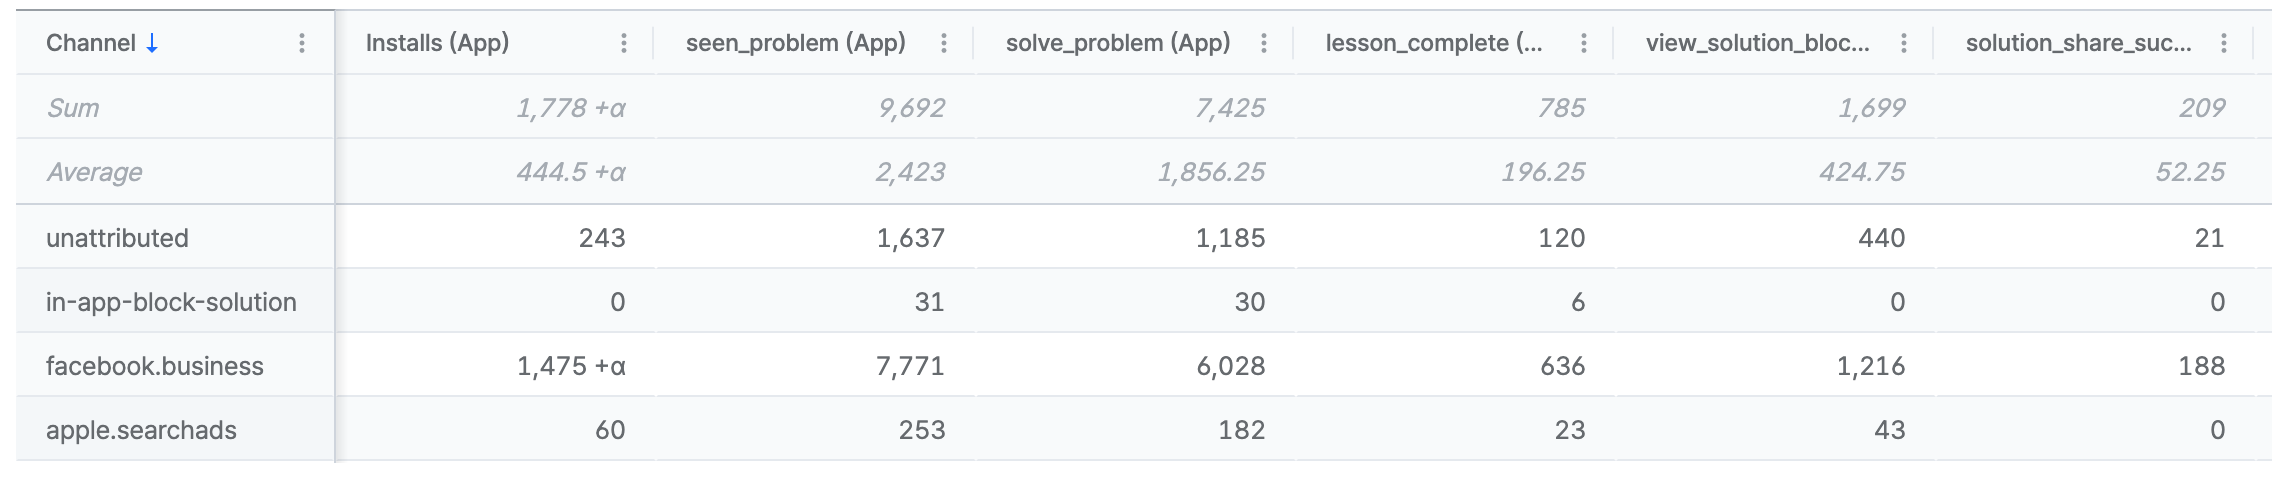 Channel ↓ Installs (App) seen_problem (App) solve_problem (App) lesson_complete (... view_solution_bloc... solution_share_suc...
Sum 1,778 +α 9,692 7,425 785 1,699 209
Average 444.5 +α 2,423 1,856.25 196.25 424.75 52.25
unattributed 243 1,637 1,185 120 440 21
in-app-block-solution 0 31 30 6 0 0
facebook.business 1,475 +α 7,771 6,028 636 1,216 188
apple.searchads 60 253 182 23 43 0